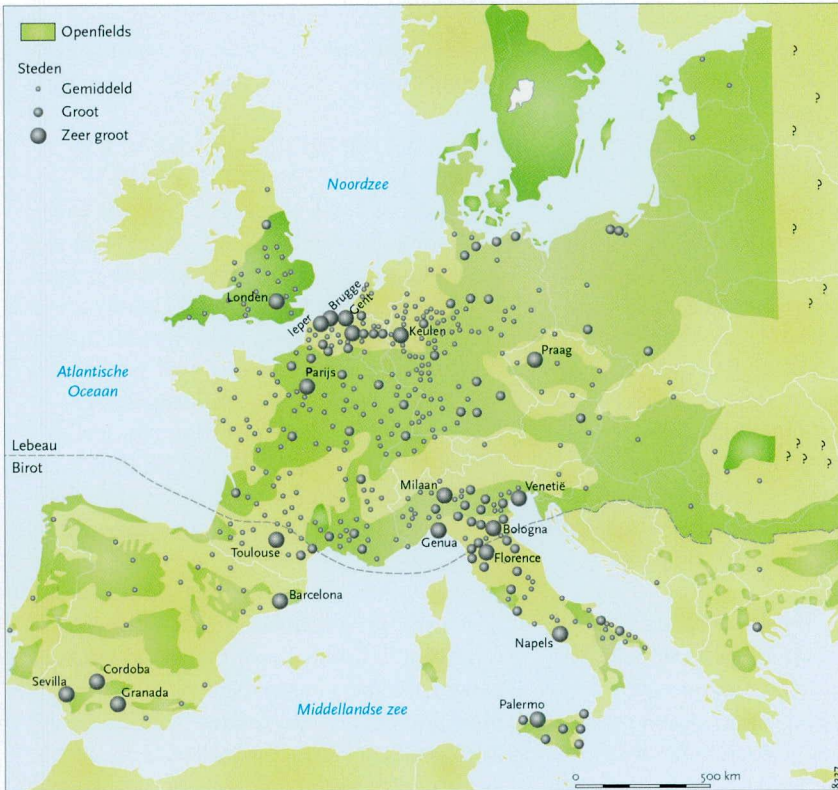 Openfields
Steden
Gemiddeld
Groot
Zeer groot
Noordzee
Londen
Ieper
Brugge
Gent
Keulen
Praag
Parijs
Atlantische
Oceaan
Lebeau
Birot
Milaan
Venetië
Toulouse
Genua
Bologna
Florence
Barcelona
Napels
Cordoba
Sevilla
Granada
Middellandse zee
Palermo
0 500 km
? ? ? ? ? ? ? ? ? ? ?